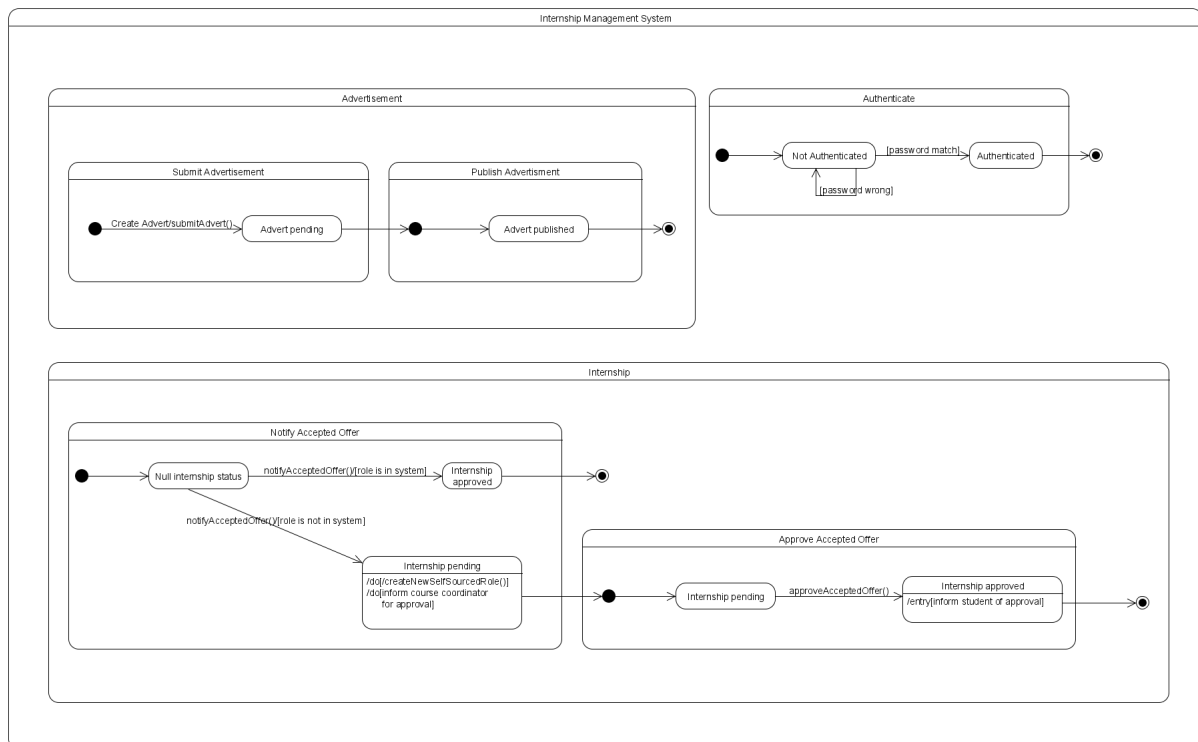 Internship Management System
Advertisement
Authenticate
Not Authenticated
[password match]
Authenticated
[password wrong]
Submit Advertisement
Publish Advertisment
Create Advert/submitAdvert()
Advert pending
Advert published
Internship
Notify Accepted Offer
Null internship status
notifyAcceptedOffer()/[role is in system]
Internship
approved
notifyAcceptedOffer()/[role is not in system]
Internship pending
/do[/createNewSelfSourcedRole()]
/do[inform course coordinator
for approval]
Approve Accepted Offer
Internship pending
approveAcceptedOffer()
Internship approved
/entry[inform student of approval]